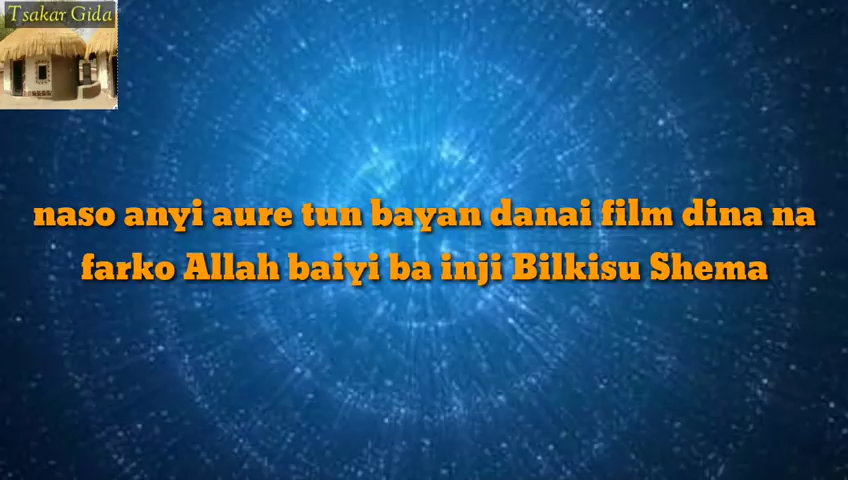 Tsakar Gida
naso anyi aure tun bayan danai film dina na
farko Allah baiyi ba inji Bilkisu Shema